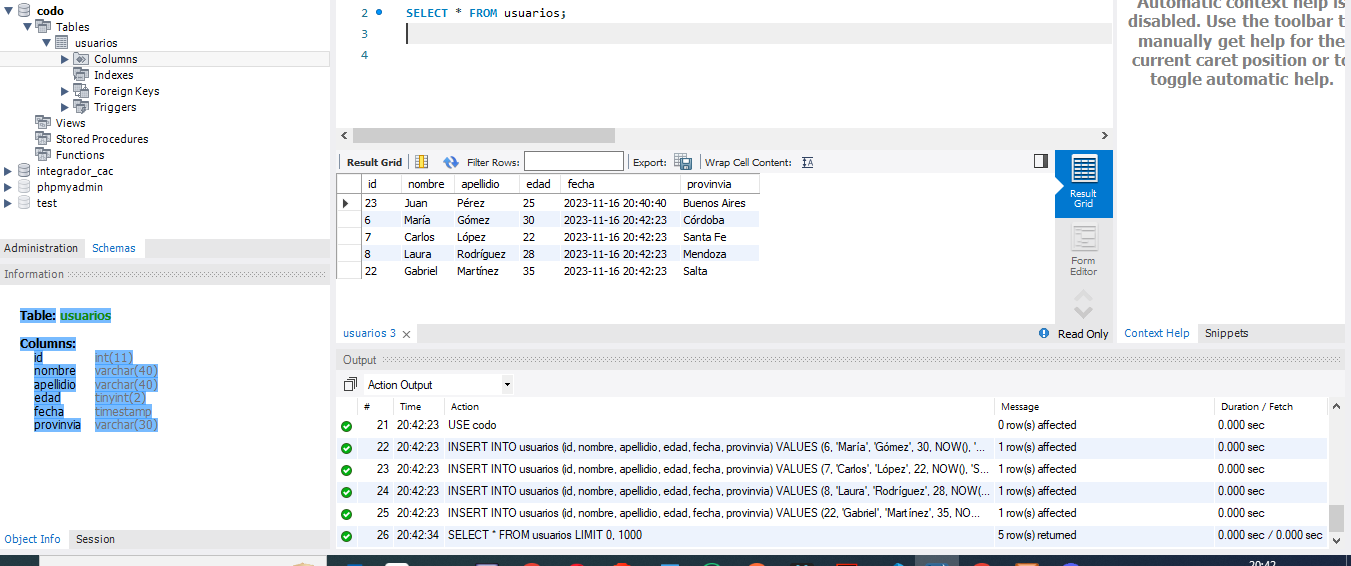 codo
Tables
usuarios
Columns
Indexes
Foreign Keys
Triggers
Views
Stored Procedures
Functions
integrador_cac
phpmyadmin
test
Administration Schemas
Information
Table: usuarios
Columns:
id int(11)
nombre varchar(40)
apellidio varchar(40)
edad tinyint(2)
fecha timestamp
provinvia varchar(30)
Object Info Session
2 SELECT * FROM usuarios;
3
4
Result Grid Filter Rows: Export: Wrap Cell Content:
id nombre apellidio edad fecha provinvia
23 Juan Pérez 25 2023-11-16 20:40:40 Buenos Aires
6 María Gómez 30 2023-11-16 20:42:23 Córdoba
7 Carlos López 22 2023-11-16 20:42:23 Santa Fe
8 Laura Rodríguez 28 2023-11-16 20:42:23 Mendoza
22 Gabriel Martínez 35 2023-11-16 20:42:23 Salta
Result
Grid
Form
Editor
usuarios 3
Read Only
Automatic context help is
disabled. Use the toolbar t
manually get help for the
current caret position or to
toggle automatic help.
Context Help Snippets
Output
Action Output
# Time Action Message Duration / Fetch
21 20:42:23 USE codo 0 row(s) affected 0.000 sec
22 20:42:23 INSERT INTO usuarios (id, nombre, apellidio, edad, fecha, provinvia) VALUES (6, 'María', 'Gómez', 30, NOW(), '... 1 row(s) affected 0.000 sec
23 20:42:23 INSERT INTO usuarios (id, nombre, apellidio, edad, fecha, provinvia) VALUES (7, 'Carlos', 'López', 22, NOW(), 'S... 1 row(s) affected 0.000 sec
24 20:42:23 INSERT INTO usuarios (id, nombre, apellidio, edad, fecha, provinvia) VALUES (8, 'Laura', 'Rodríguez', 28, NOW(... 1 row(s) affected 0.000 sec
25 20:42:23 INSERT INTO usuarios (id, nombre, apellidio, edad, fecha, provinvia) VALUES (22, 'Gabriel', 'Martínez', 35, NO... 1 row(s) affected 0.000 sec
26 20:42:34 SELECT * FROM usuarios LIMIT 0, 1000 5 row(s) returned 0.000 sec / 0.000 sec
20:42